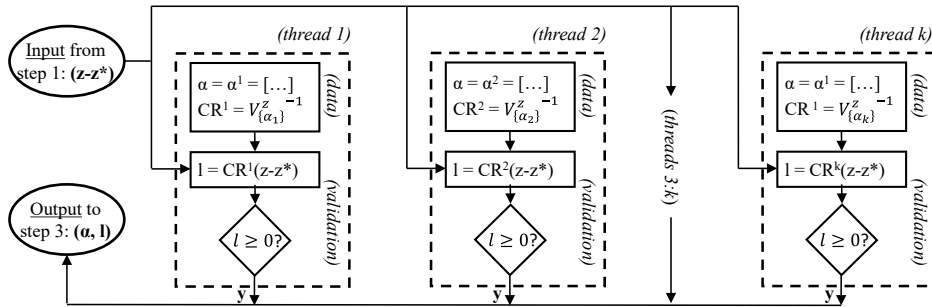 (thread 1)
(thread 2)
(thread k)
Input from
step 1: (z-z*)
α = α¹ = […]
CR¹ = V^z_{α₁}⁻¹
(data)
α = α² = […]
CR² = V^z_{α₂}⁻¹
(data)
α = α¹ = […]
CR ¹ = V^z_{αₖ}⁻¹
(data)
(threads 3:k)
l = CR¹(z-z*)
l = CR²(z-z*)
l = CRᵏ(z-z*)
(validation)
(validation)
(validation)
Output to
step 3: (α, l)
l ≥ 0?
l ≥ 0?
l ≥ 0?
y
y
y